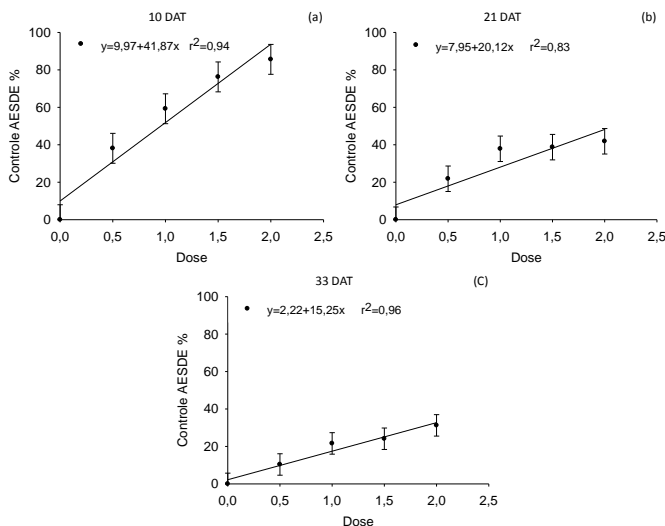 10 DAT
(a)
y=9,97+41,87x r²=0,94
Controle AESDE %
100
80
60
40
20
0
0,0 0,5 1,0 1,5 2,0 2,5
Dose
21 DAT
(b)
y=7,95+20,12x r²=0,83
Controle AESDE %
100
80
60
40
20
0
0,0 0,5 1,0 1,5 2,0 2,5
Dose
33 DAT
(C)
y=2,22+15,25x r²=0,96
Controle AESDE %
100
80
60
40
20
0
0,0 0,5 1,0 1,5 2,0 2,5
Dose